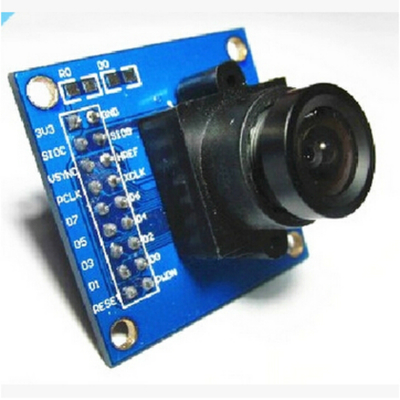 R0 D0
3V3 GND
SIOC SIOD
VSYNC HREF
PCLK XCLK
D7 D6
D5 D4
D3 D2
D1 D0
RESET PWDN